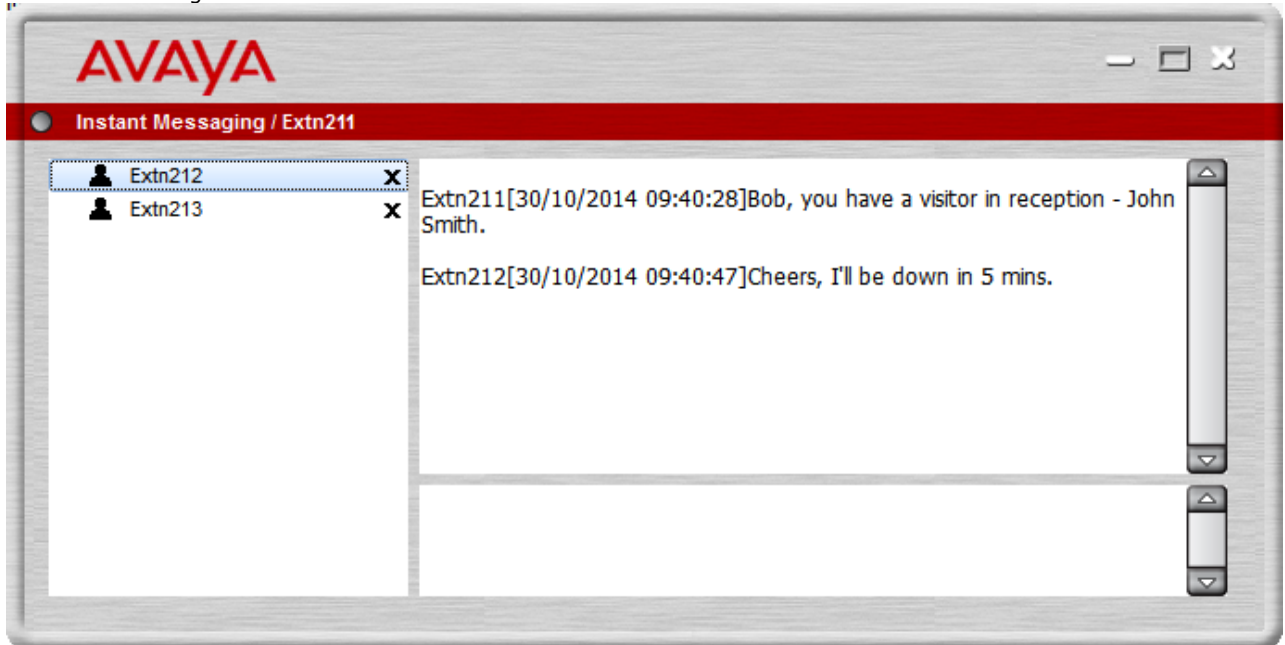 AVAYA
Instant Messaging / Extn211
Extn212 x
Extn213 x
Extn211[30/10/2014 09:40:28]Bob, you have a visitor in reception - John
Smith.
Extn212[30/10/2014 09:40:47]Cheers, I'll be down in 5 mins.